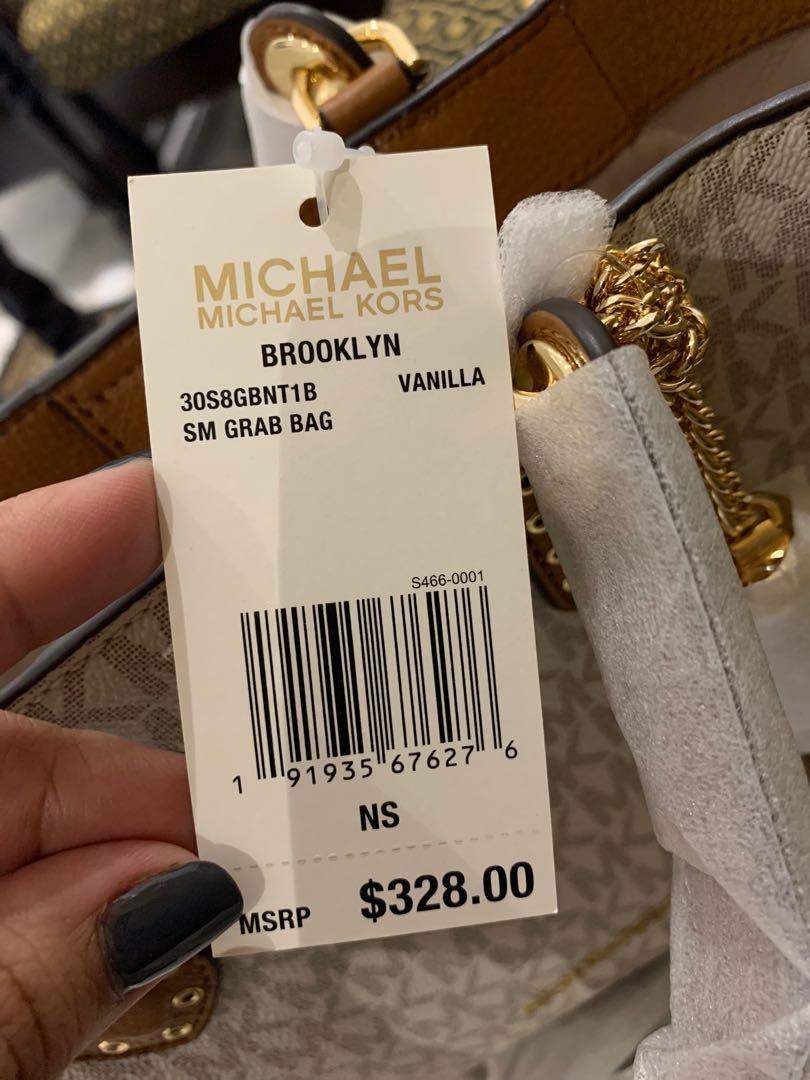 MICHAEL
MICHAEL KORS
BROOKLYN
30S8GBNT1B VANILLA
SM GRAB BAG
S466-0001
1 91935 67627 6
NS
MSRP $328.00